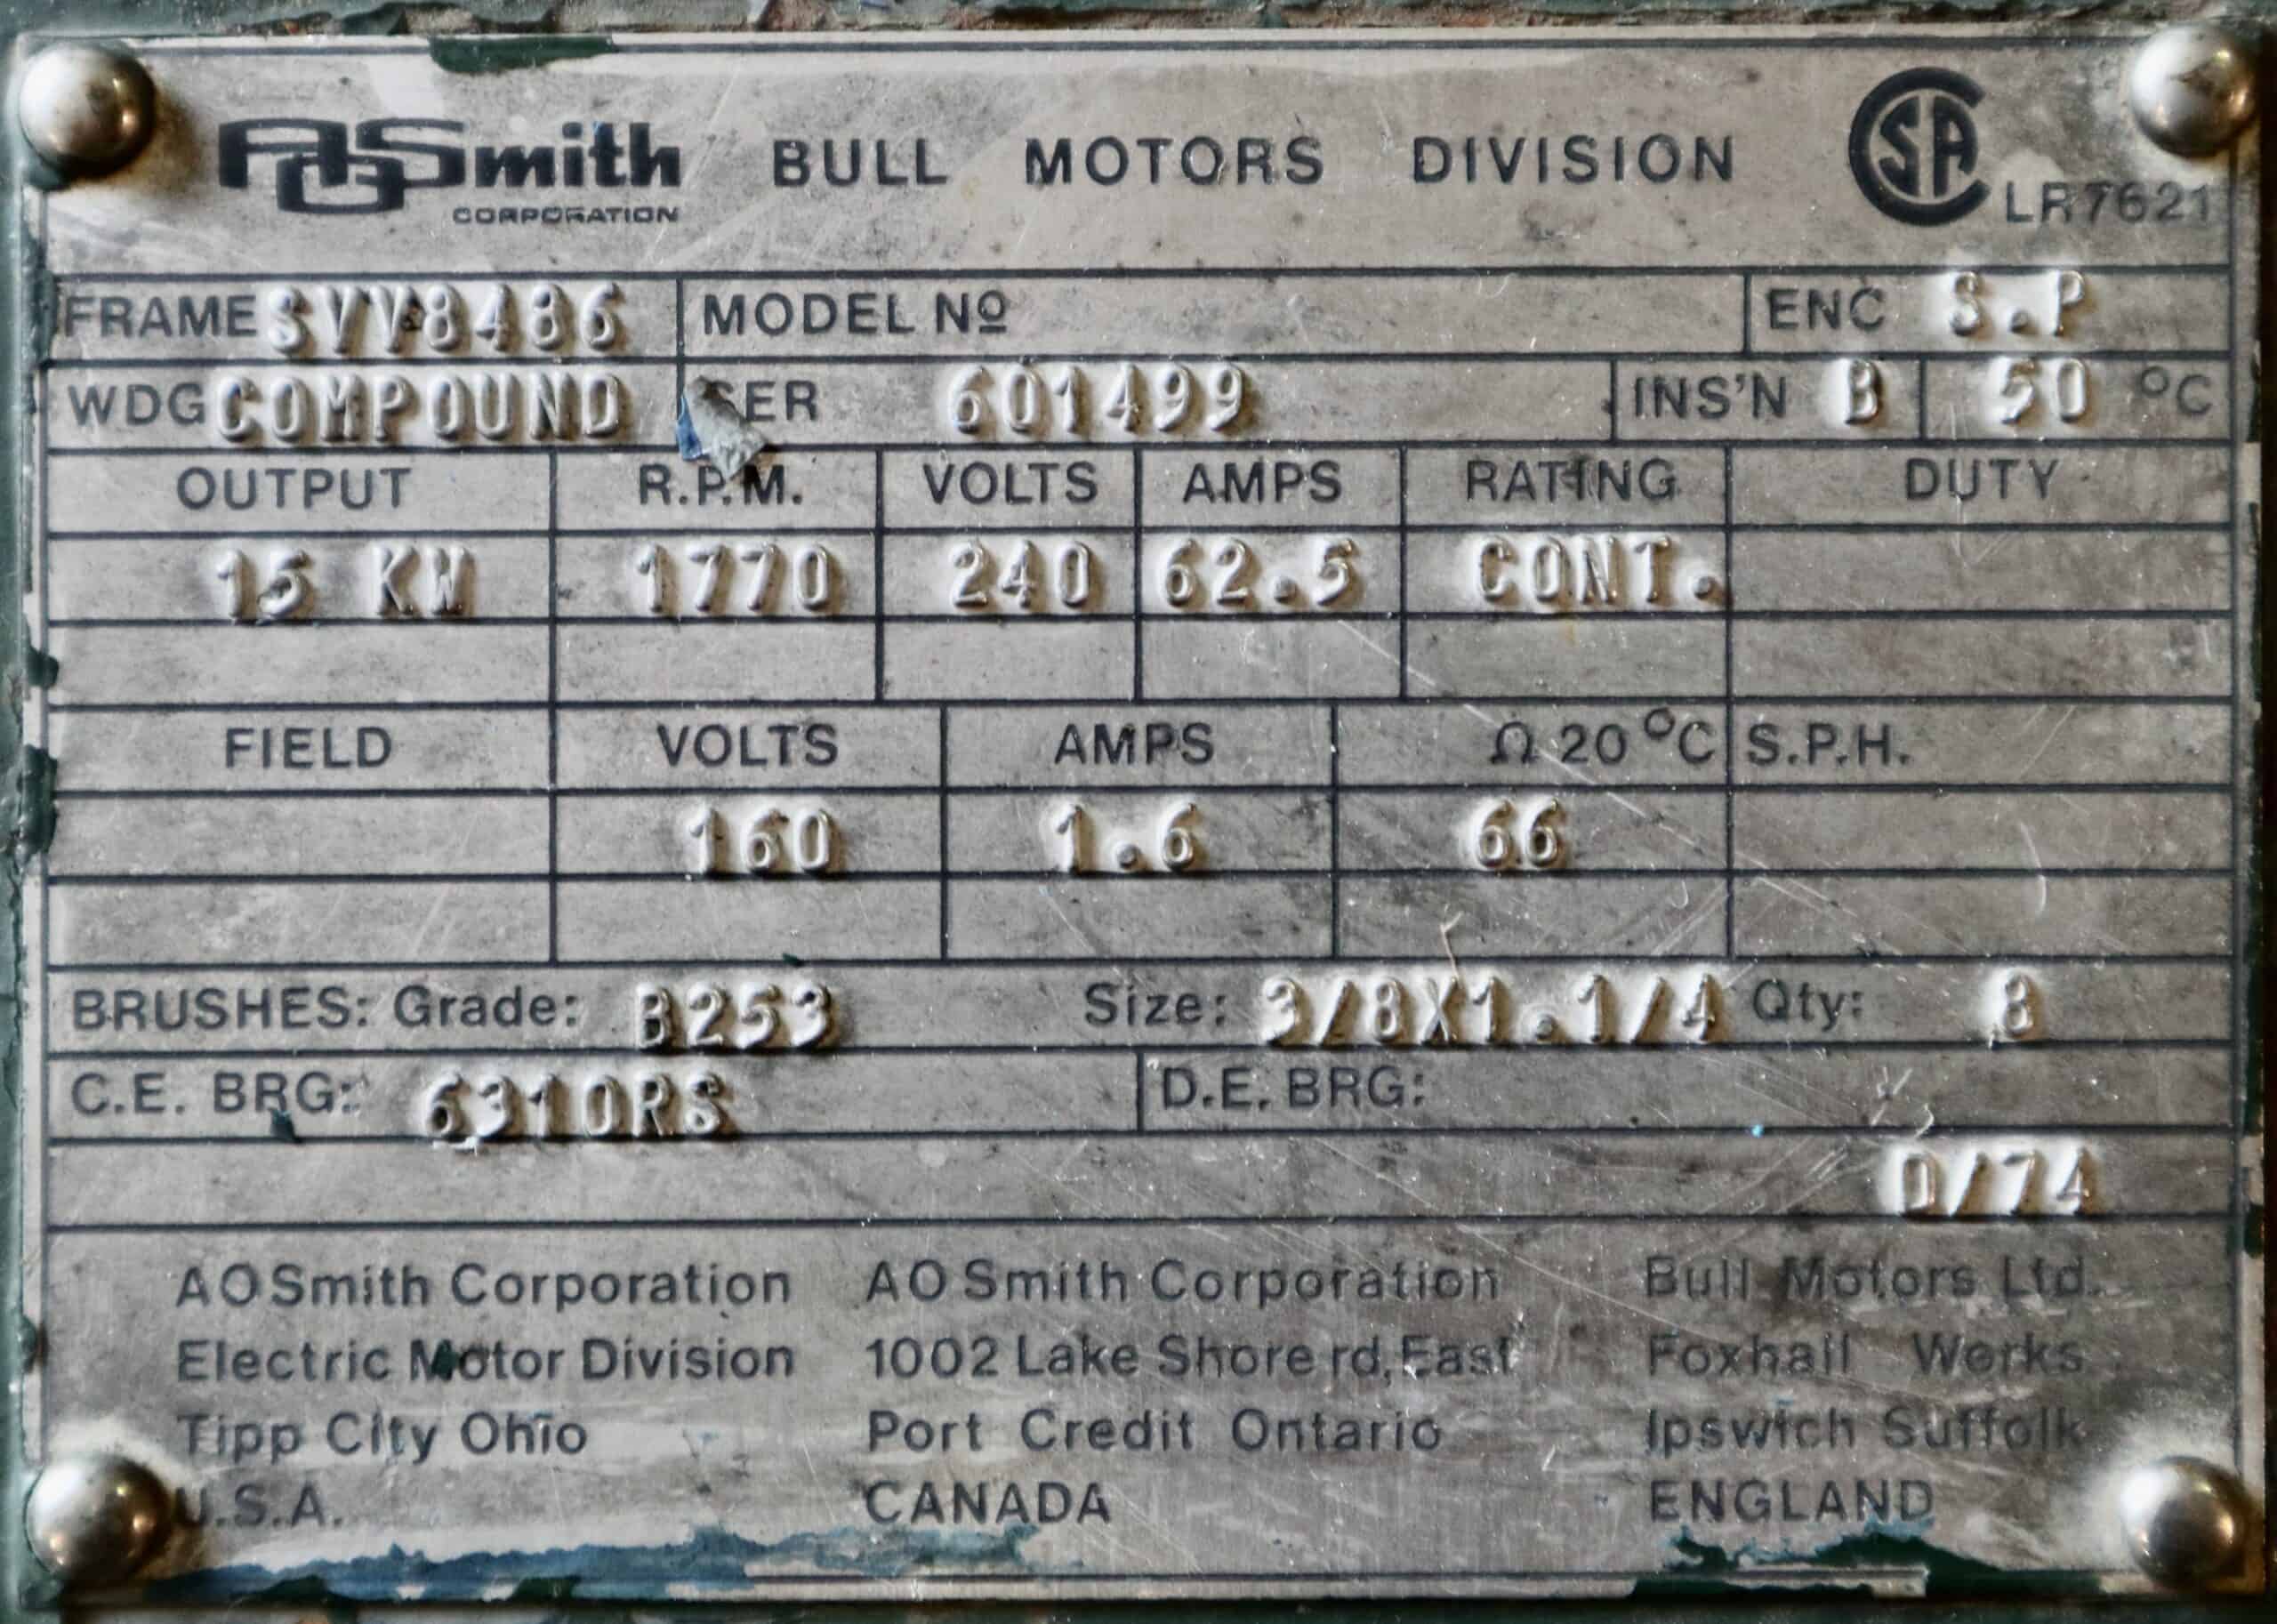 AOSmith CORPORATION BULL MOTORS DIVISION CSA LR7621
FRAME SVV8486 MODEL Nº ENC S.P
WDG COMPOUND SER 601499 INS'N B 50 °C
OUTPUT R.P.M. VOLTS AMPS RATING DUTY
15 KW 1770 240 62.5 CONT.
FIELD VOLTS AMPS Ω 20 °C S.P.H.
160 1.6 66
BRUSHES: Grade: B253 Size: 3/8X1.1/4 Qty: 8
C.E. BRG: 6310RS D.E. BRG:
0/74
AO Smith Corporation AO Smith Corporation Bull Motors Ltd.
Electric Motor Division 1002 Lake Shore rd, East Foxhall Works
Tipp City Ohio Port Credit Ontario Ipswich Suffolk
U.S.A. CANADA ENGLAND